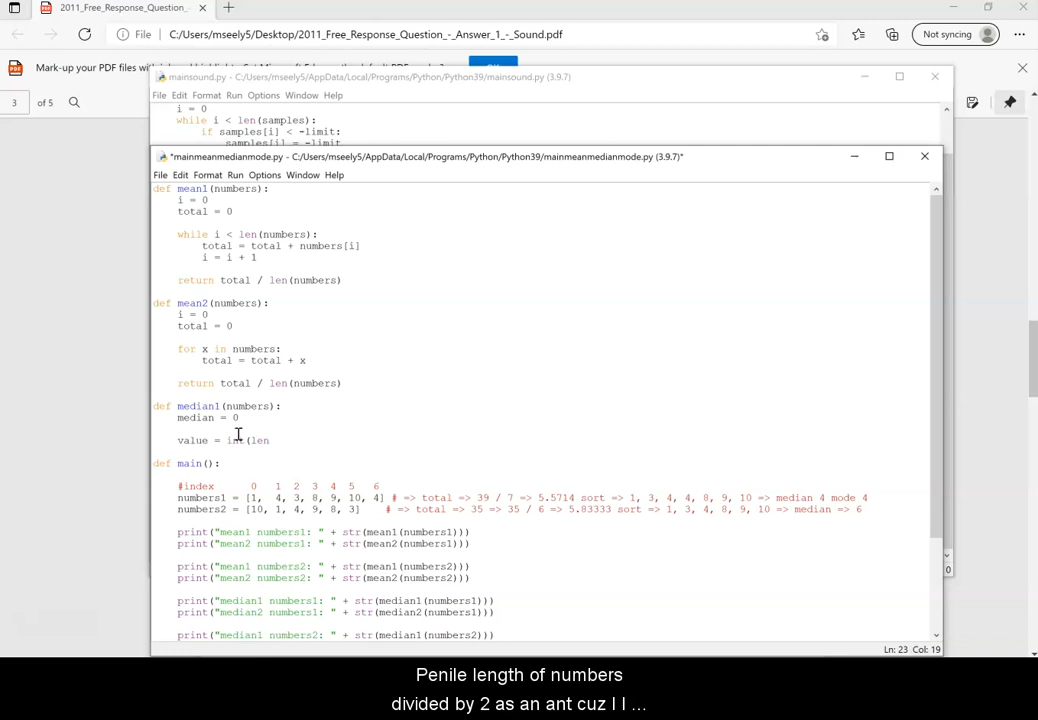 2011_Free_Response_Question_-
File C:/Users/mseely5/Desktop/2011_Free_Response_Question_-_Answer_1_-_Sound.pdf Not syncing
3 of 5
mainsound.py - C:/Users/mseely5/AppData/Local/Programs/Python/Python39/mainsound.py (3.9.7)
File Edit Format Run Options Window Help
i = 0
while i < len(samples):
if samples[i] < -limit:
samples[i] = -limit
*mainmeanmedianmode.py - C:/Users/mseely5/AppData/Local/Programs/Python/Python39/mainmeanmedianmode.py (3.9.7)*
File Edit Format Run Options Window Help
def mean1(numbers):
i = 0
total = 0
while i < len(numbers):
total = total + numbers[i]
i = i + 1
return total / len(numbers)
def mean2(numbers):
i = 0
total = 0
for x in numbers:
total = total + x
return total / len(numbers)
def median1(numbers):
median = 0
value = int(len
def main():
#index 0 1 2 3 4 5 6
numbers1 = [1, 4, 3, 8, 9, 10, 4] # => total => 39 / 7 => 5.5714 sort => 1, 3, 4, 4, 8, 9, 10 => median 4 mode 4
numbers2 = [10, 1, 4, 9, 8, 3] # => total => 35 => 35 / 6 => 5.83333 sort => 1, 3, 4, 8, 9, 10 => median => 6
print("mean1 numbers1: " + str(mean1(numbers1)))
print("mean2 numbers1: " + str(mean2(numbers1)))
print("mean1 numbers2: " + str(mean1(numbers2)))
print("mean2 numbers2: " + str(mean2(numbers2)))
print("median1 numbers1: " + str(median1(numbers1)))
print("median2 numbers1: " + str(median2(numbers1)))
print("median1 numbers2: " + str(median1(numbers2)))
0
Ln: 23 Col: 19
Penile length of numbers
divided by 2 as an ant cuz I I ...